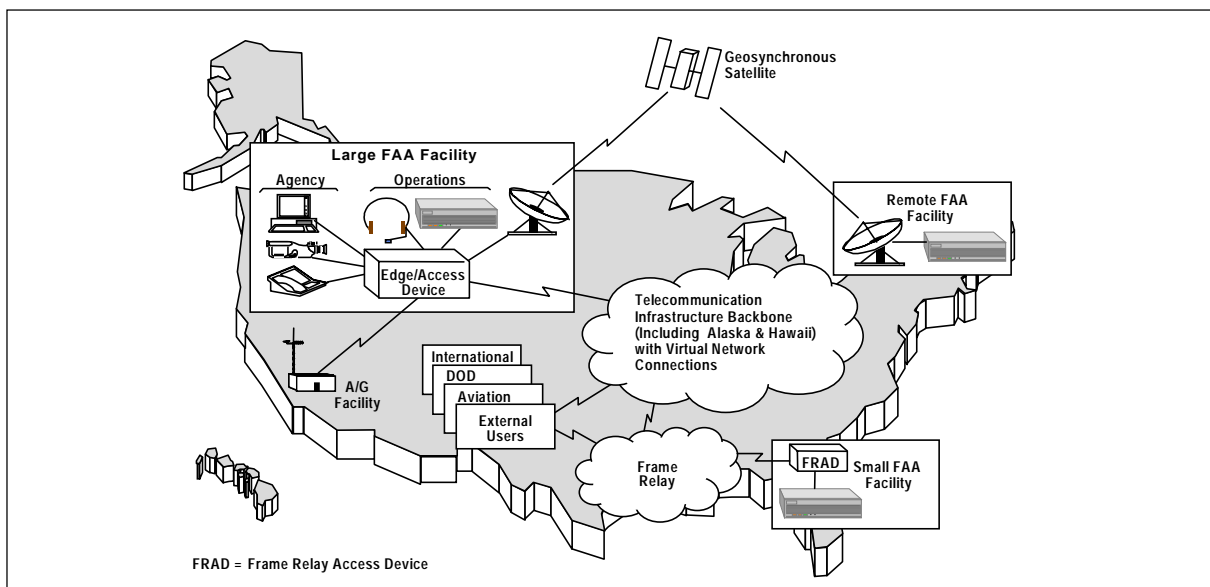 Geosynchronous
Satellite
Large FAA Facility
Agency
Operations
Edge/Access
Device
Remote FAA
Facility
Telecommunication
Infrastructure Backbone
(Including Alaska & Hawaii)
with Virtual Network
Connections
A/G
Facility
International
DOD
Aviation
External
Users
Frame
Relay
FRAD
Small FAA
Facility
FRAD = Frame Relay Access Device